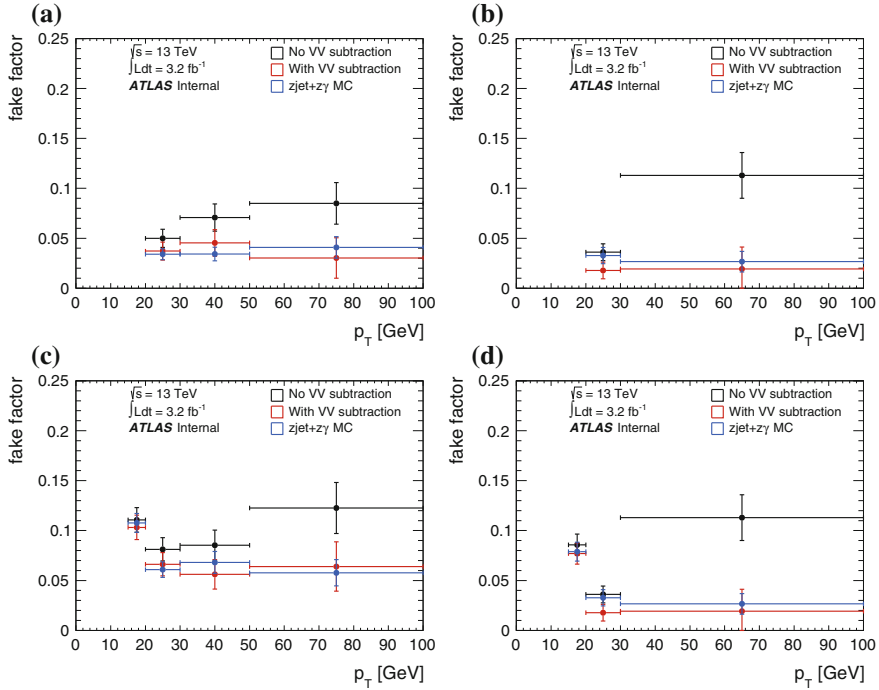 (a)
fake factor
0.25
0.2
0.15
0.1
0.05
0
√s = 13 TeV
∫Ldt = 3.2 fb⁻¹
ATLAS Internal
No VV subtraction
With VV subtraction
zjet+zγ MC
0 10 20 30 40 50 60 70 80 90 100
p_T [GeV]
(b)
fake factor
0.25
0.2
0.15
0.1
0.05
0
√s = 13 TeV
∫Ldt = 3.2 fb⁻¹
ATLAS Internal
No VV subtraction
With VV subtraction
zjet+zγ MC
0 10 20 30 40 50 60 70 80 90 100
p_T [GeV]
(c)
fake factor
0.25
0.2
0.15
0.1
0.05
0
√s = 13 TeV
∫Ldt = 3.2 fb⁻¹
ATLAS Internal
No VV subtraction
With VV subtraction
zjet+zγ MC
0 10 20 30 40 50 60 70 80 90 100
p_T [GeV]
(d)
fake factor
0.25
0.2
0.15
0.1
0.05
0
√s = 13 TeV
∫Ldt = 3.2 fb⁻¹
ATLAS Internal
No VV subtraction
With VV subtraction
zjet+zγ MC
0 10 20 30 40 50 60 70 80 90 100
p_T [GeV]